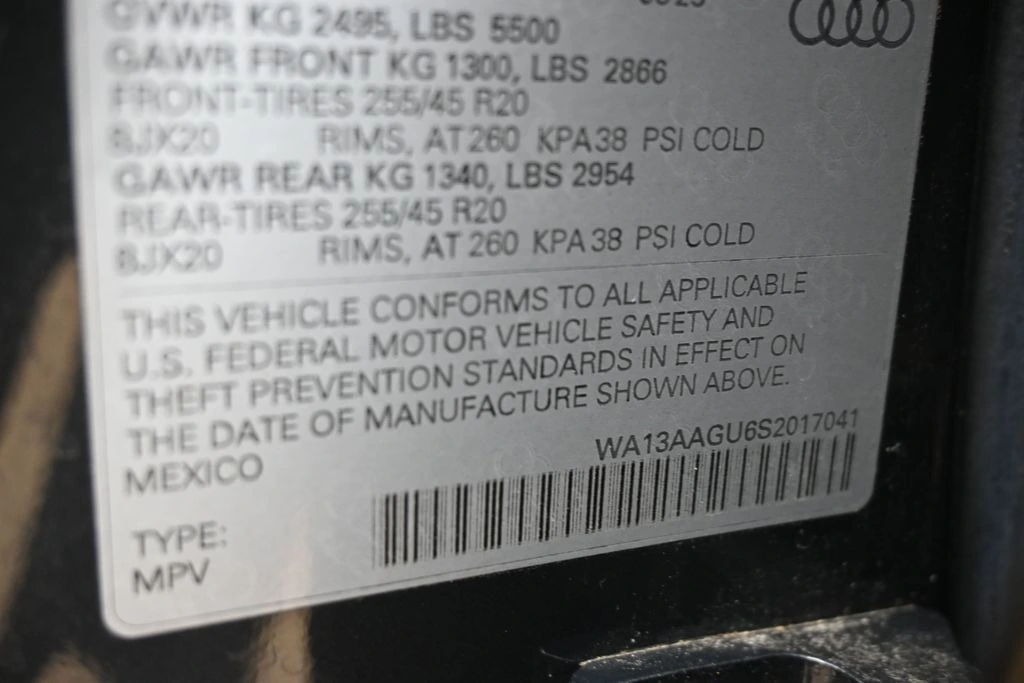 GVWR KG 2495, LBS 5500
GAWR FRONT KG 1300, LBS 2866
FRONT-TIRES 255/45 R20
8JX20 RIMS, AT 260 KPA 38 PSI COLD
GAWR REAR KG 1340, LBS 2954
REAR-TIRES 255/45 R20
8JX20 RIMS, AT 260 KPA 38 PSI COLD
THIS VEHICLE CONFORMS TO ALL APPLICABLE
U.S. FEDERAL MOTOR VEHICLE SAFETY AND
THEFT PREVENTION STANDARDS IN EFFECT ON
THE DATE OF MANUFACTURE SHOWN ABOVE.
MEXICO
WA13AAGU6S2017041
TYPE:
MPV